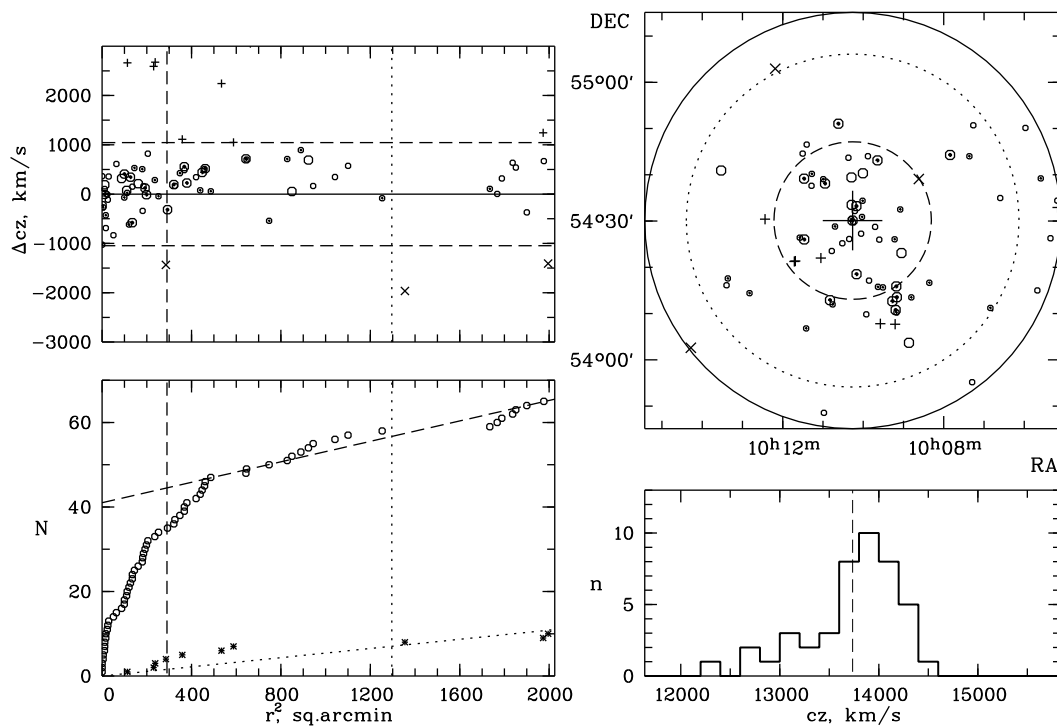 2000
1000
0
-1000
-2000
-3000
Δcz, km/s
60
40
20
0
N
0 400 800 1200 1600 2000
r,² sq.arcmin
DEC
55°00'
54°30'
54°00'
10ʰ12ᵐ 10ʰ08ᵐ
RA
10
5
0
n
12000 13000 14000 15000
cz, km/s